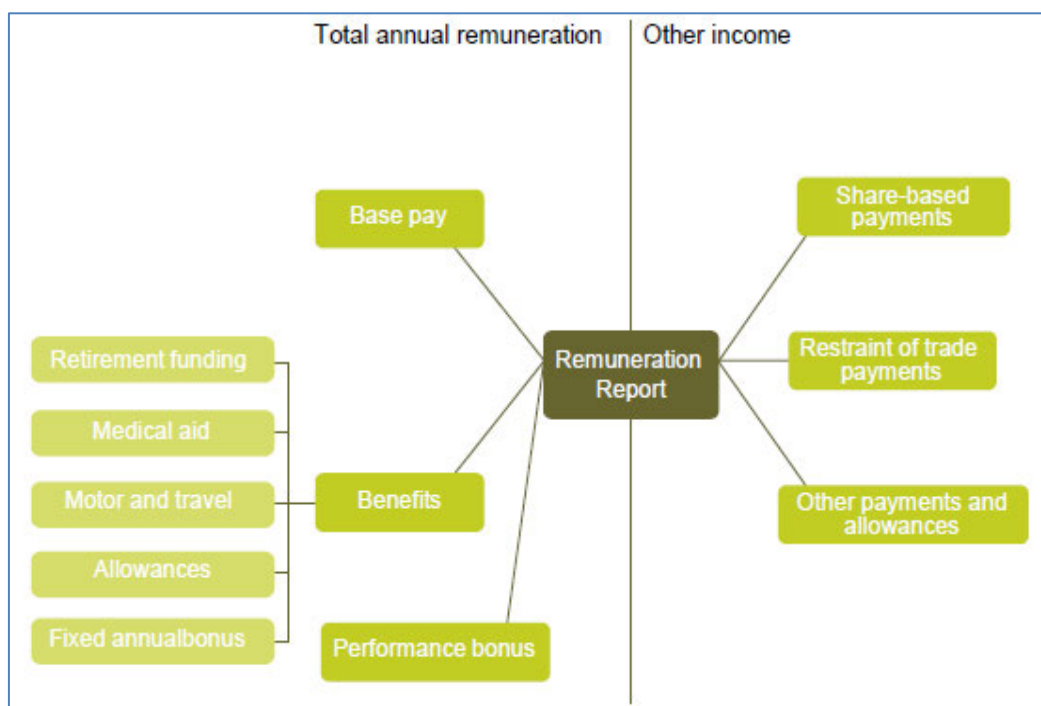 Total annual remuneration
Other income
Base pay
Share-based
payments
Remuneration
Report
Restraint of trade
payments
Retirement funding
Medical aid
Motor and travel
Benefits
Other payments and
allowances
Allowances
Fixed annualbonus
Performance bonus